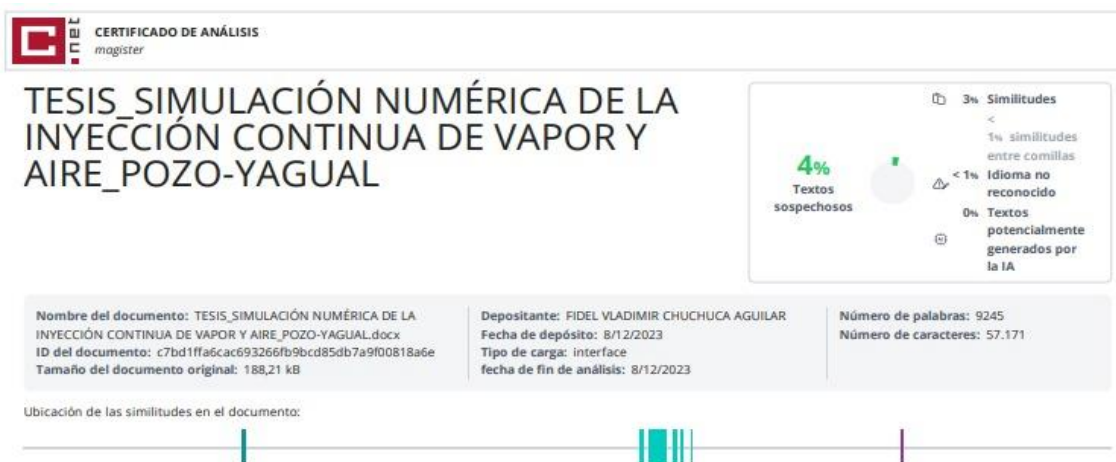 C.net
CERTIFICADO DE ANÁLISIS
magister
TESIS_SIMULACIÓN NUMÉRICA DE LA
INYECCIÓN CONTINUA DE VAPOR Y
AIRE_POZO-YAGUAL
4%
Textos
sospechosos
3% Similitudes
<
1% similitudes
entre comillas
< 1% Idioma no
reconocido
0% Textos
potencialmente
generados por
la IA
Nombre del documento: TESIS_SIMULACIÓN NUMÉRICA DE LA
INYECCIÓN CONTINUA DE VAPOR Y AIRE_POZO-YAGUAL.docx
ID del documento: c7bd1ffa6cac693266fb9bcd85db7a9f00818a6e
Tamaño del documento original: 188,21 kB
Depositante: FIDEL VLADIMIR CHUCHUCA AGUILAR
Fecha de depósito: 8/12/2023
Tipo de carga: interface
fecha de fin de análisis: 8/12/2023
Número de palabras: 9245
Número de caracteres: 57.171
Ubicación de las similitudes en el documento: